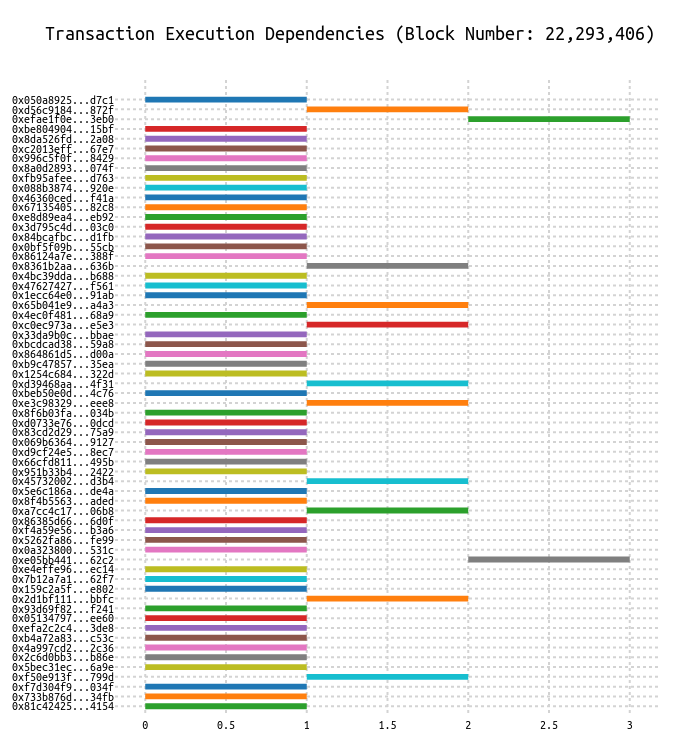 Transaction Execution Dependencies (Block Number: 22,293,406)
0x050a8925...d7c1
0xd56c9184...872f
0xefae1f0e...3eb0
0xbe804904...15bf
0x8da526fd...2a08
0xc2013eff...67e7
0x996c5f0f...8429
0x8a0d2893...074f
0xfb95afee...d763
0x088b3874...920e
0x46360ced...f41a
0x67135405...82c8
0xe8d89ea4...eb92
0x3d795c4d...03c0
0x84bcafbc...d1fb
0x0bf5f09b...55cb
0x86124a7e...388f
0x8361b2aa...636b
0x4bc39dda...b688
0x47627427...f561
0x1ecc64e0...91ab
0x65b041e9...a4a3
0x4ec0f481...68a9
0xc0ec973a...e5e3
0x33da9b0c...bbae
0xbcdcad38...59a8
0x864861d5...d00a
0xb9c47857...35ea
0x1254c684...322d
0xd39468aa...4f31
0xbeb50e0d...4c76
0xe3c98329...eee8
0x8f6b03fa...034b
0xd0733e76...0dcd
0x83cd2d29...75a9
0x069b6364...9127
0xd9cf24e5...8ec7
0x66cfd811...495b
0x951b33b4...2422
0x45732002...d3b4
0x5e6c186a...de4a
0x8f4b5563...aded
0xa7cc4c17...06b8
0x86385d66...6d0f
0xf4a59e56...b3a6
0x5262fa86...fe99
0x0a323800...531c
0xe05bb441...62c2
0xe4effe96...ec14
0x7b12a7a1...62f7
0x159c2a5f...e802
0x2d1bf111...bbfc
0x93d69f82...f241
0x05134797...ee60
0xefa2c2c4...3de8
0xb4a72a83...c53c
0x4a997cd2...2c36
0x2c6d0bb3...b86e
0x5bec31ec...6a9e
0xf50e913f...799d
0xf7d304f9...034f
0x733b876d...34fb
0x81c42425...4154
0 0.5 1 1.5 2 2.5 3